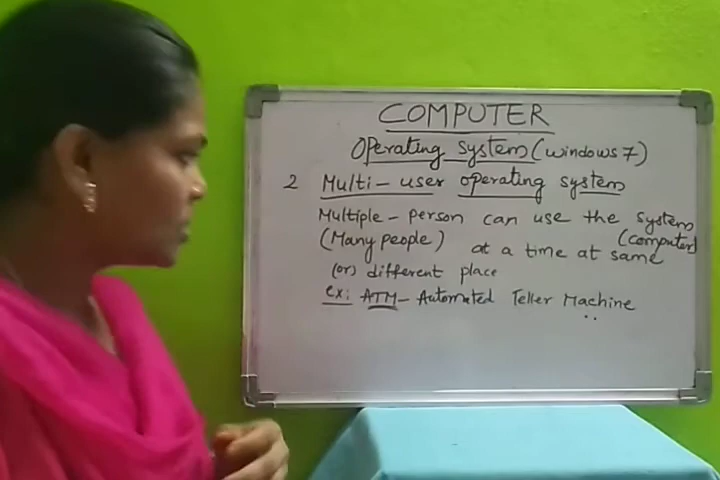 COMPUTER
Operating System (windows 7)
2 Multi-user operating system
Multiple - person can use the system
(Many people) at a time at same (computer)
(or) different place
ex: ATM - Automated Teller Machine